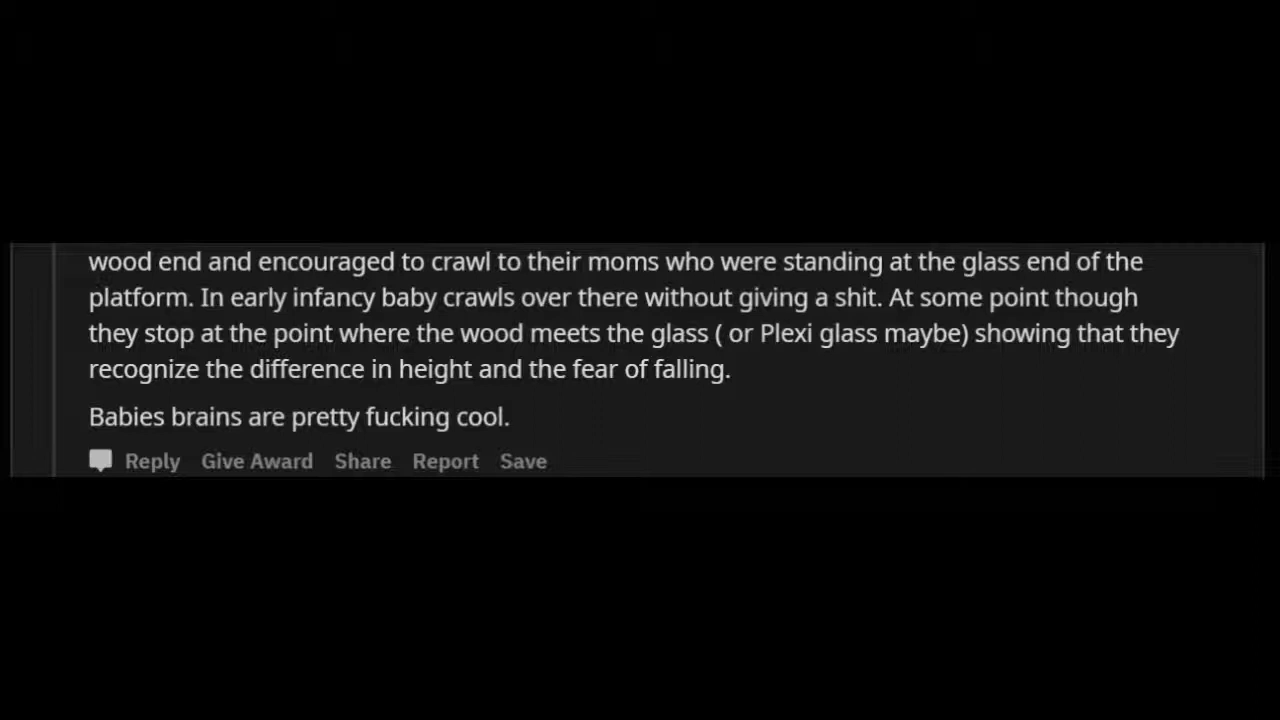 wood end and encouraged to crawl to their moms who were standing at the glass end of the
platform. In early infancy baby crawls over there without giving a shit. At some point though
they stop at the point where the wood meets the glass ( or Plexi glass maybe) showing that they
recognize the difference in height and the fear of falling.
Babies brains are pretty fucking cool.
Reply Give Award Share Report Save